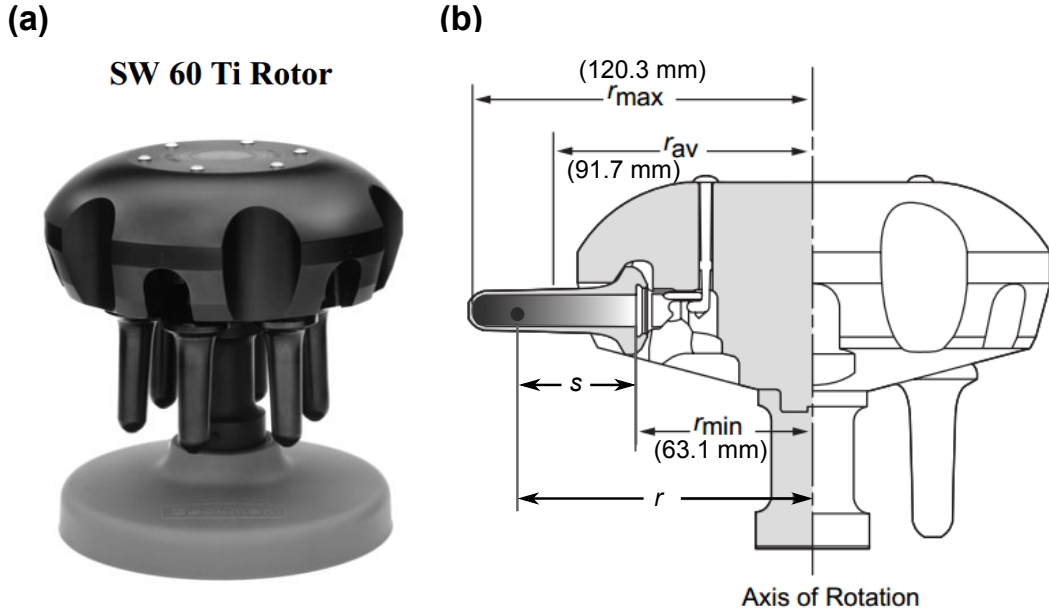 (a)
(b)
SW 60 Ti Rotor
(120.3 mm)
rmax
rav
(91.7 mm)
s
rmin
(63.1 mm)
r
Axis of Rotation